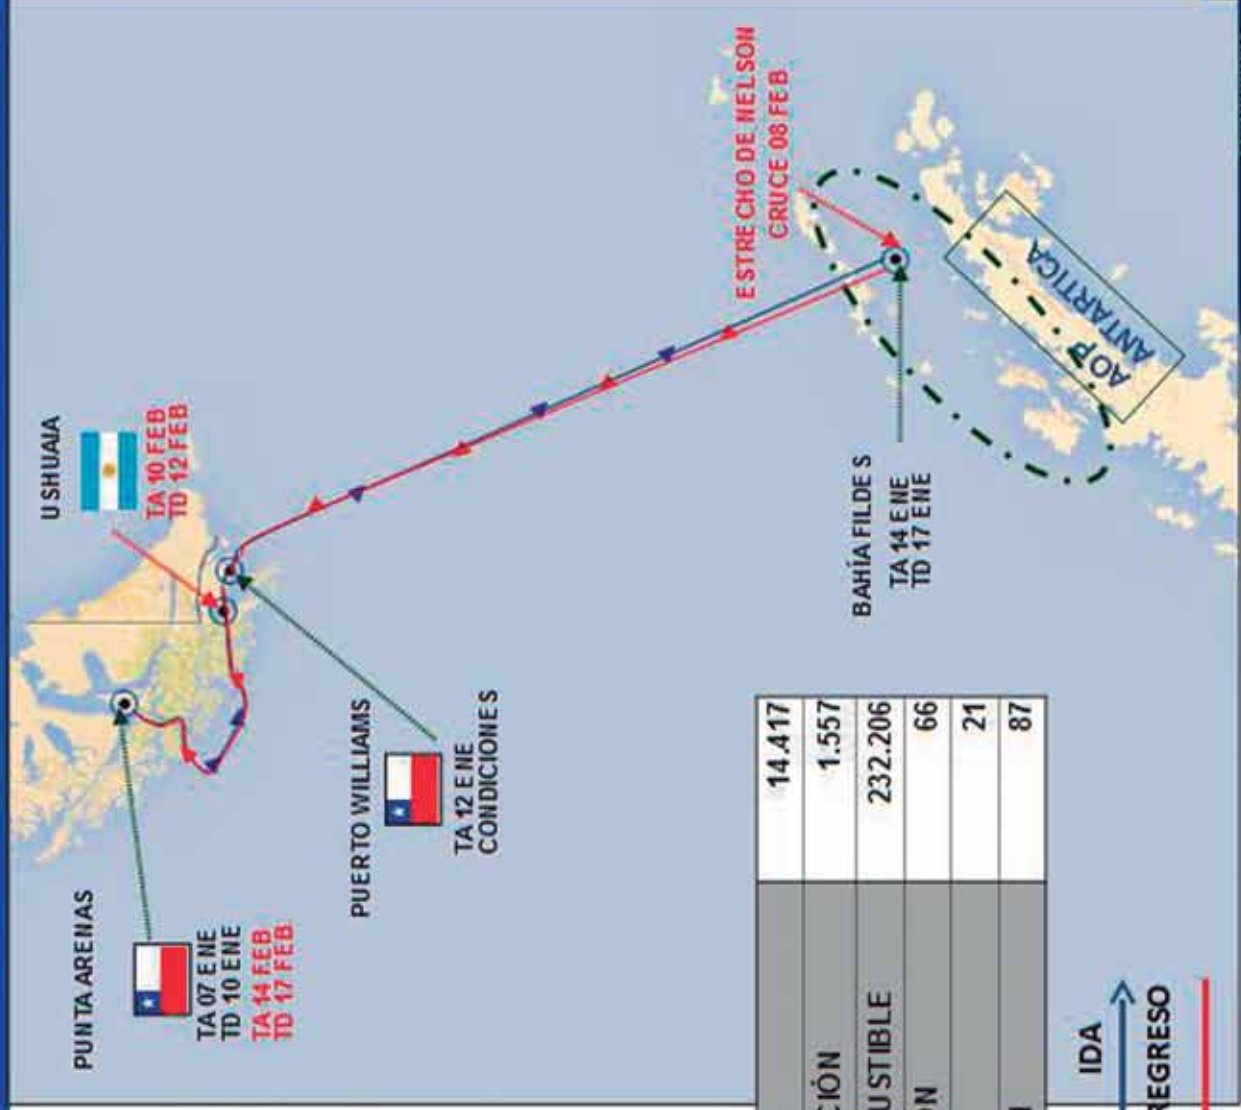 PUNTA ARENAS
TA 07 ENE
TD 10 ENE
TA 14 FEB
TD 17 FEB
USHUAIA
TA 10 FEB
TD 12 FEB
PUERTO WILLIAMS
TA 12 ENE
CONDICIONES
ESTRECHO DE NELSON
CRUCE 08 FEB
BAHÍA FILDES
TA 14 ENE
TD 17 ENE
AOP
ANTARTICA
14.417
CIÓN 1.557
USTIBLE 232.206
ÓN 66
21
87
IDA
REGRESO